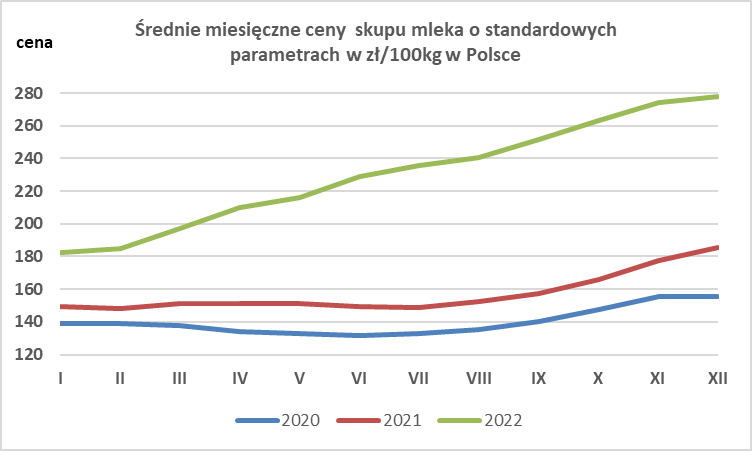 Średnie miesięczne ceny skupu mleka o standardowych
parametrach w zł/100kg w Polsce
cena
280
260
240
220
200
180
160
140
120
I II III IV V VI VII VIII IX X XI XII
2020 2021 2022